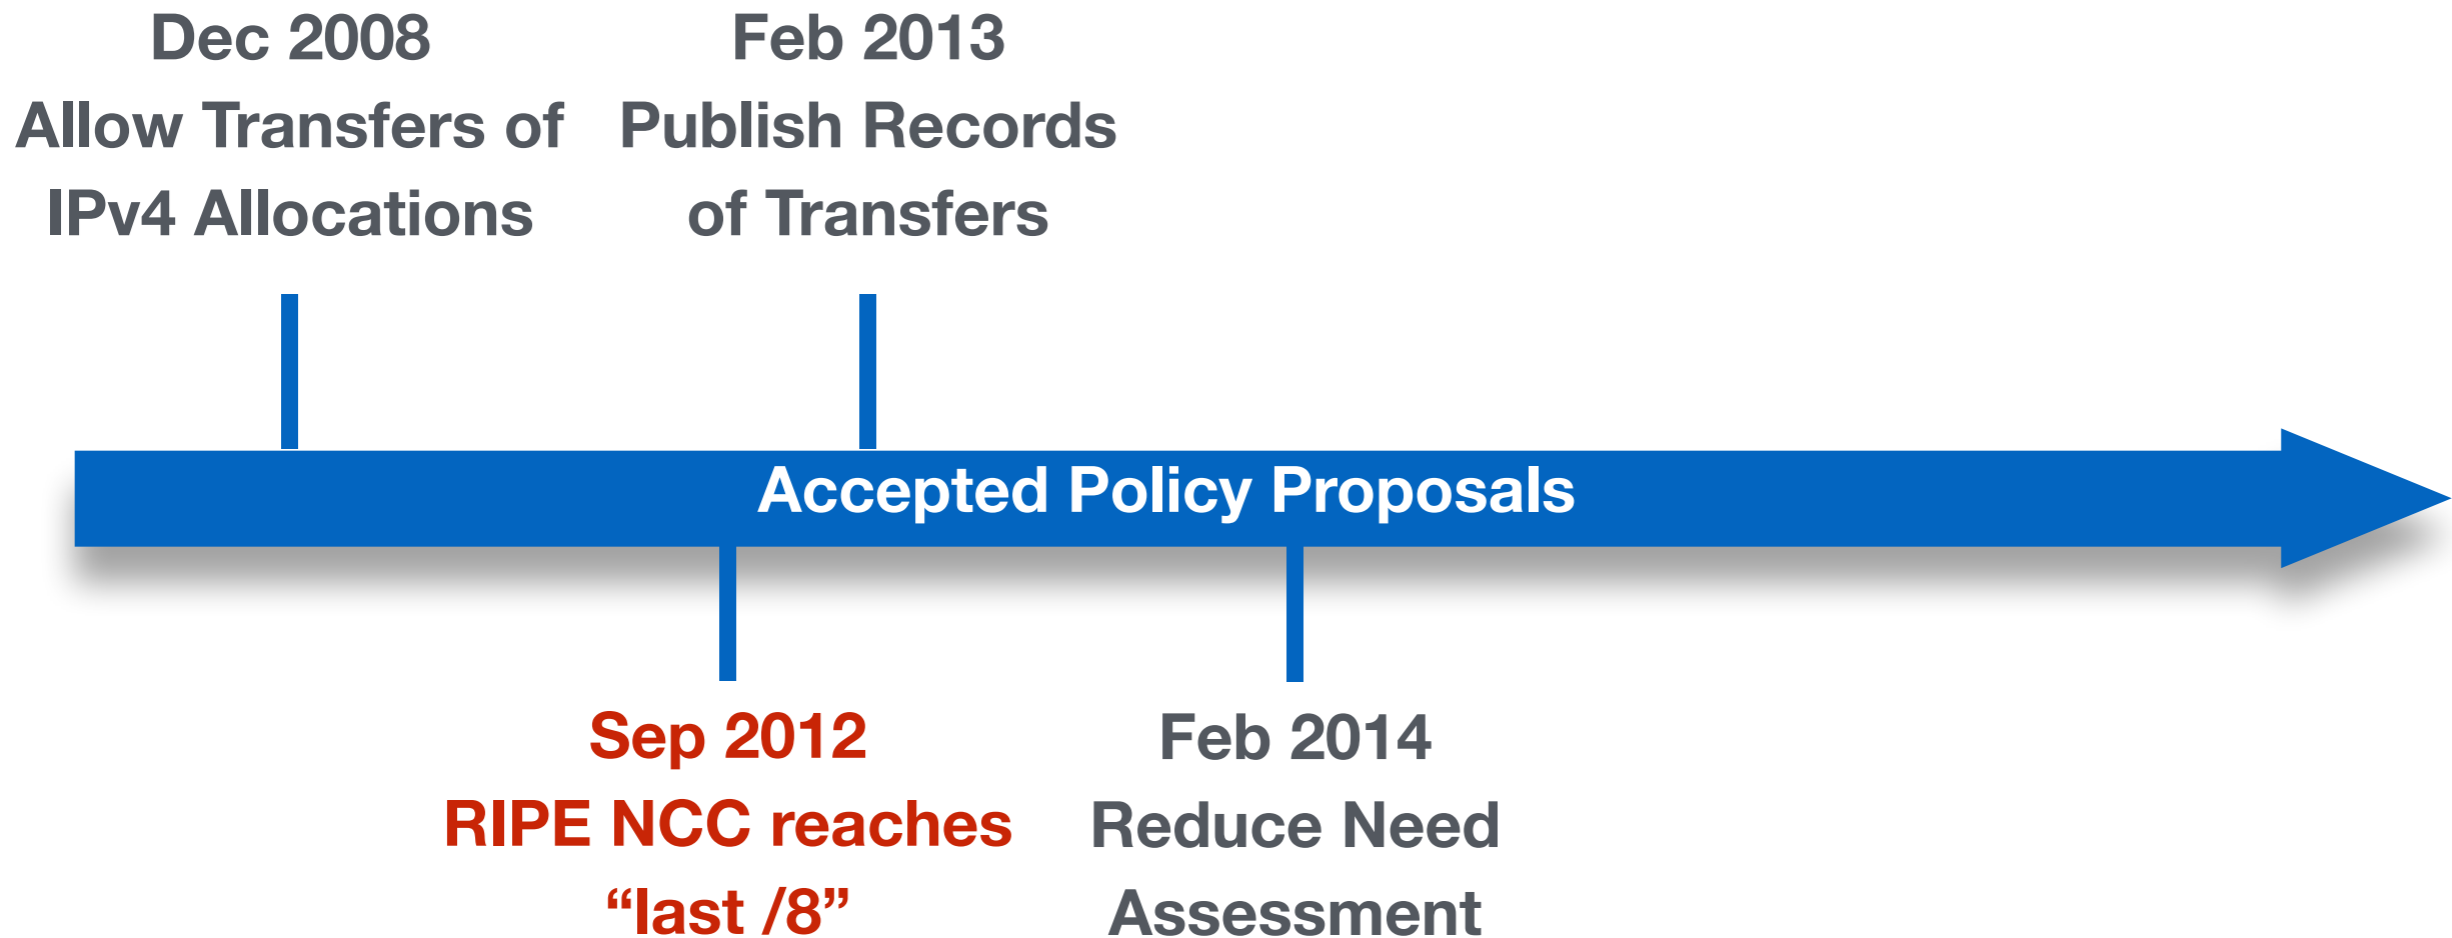 Dec 2008
Allow Transfers of
IPv4 Allocations
Feb 2013
Publish Records
of Transfers
Accepted Policy Proposals
Sep 2012
RIPE NCC reaches
“last /8”
Feb 2014
Reduce Need
Assessment